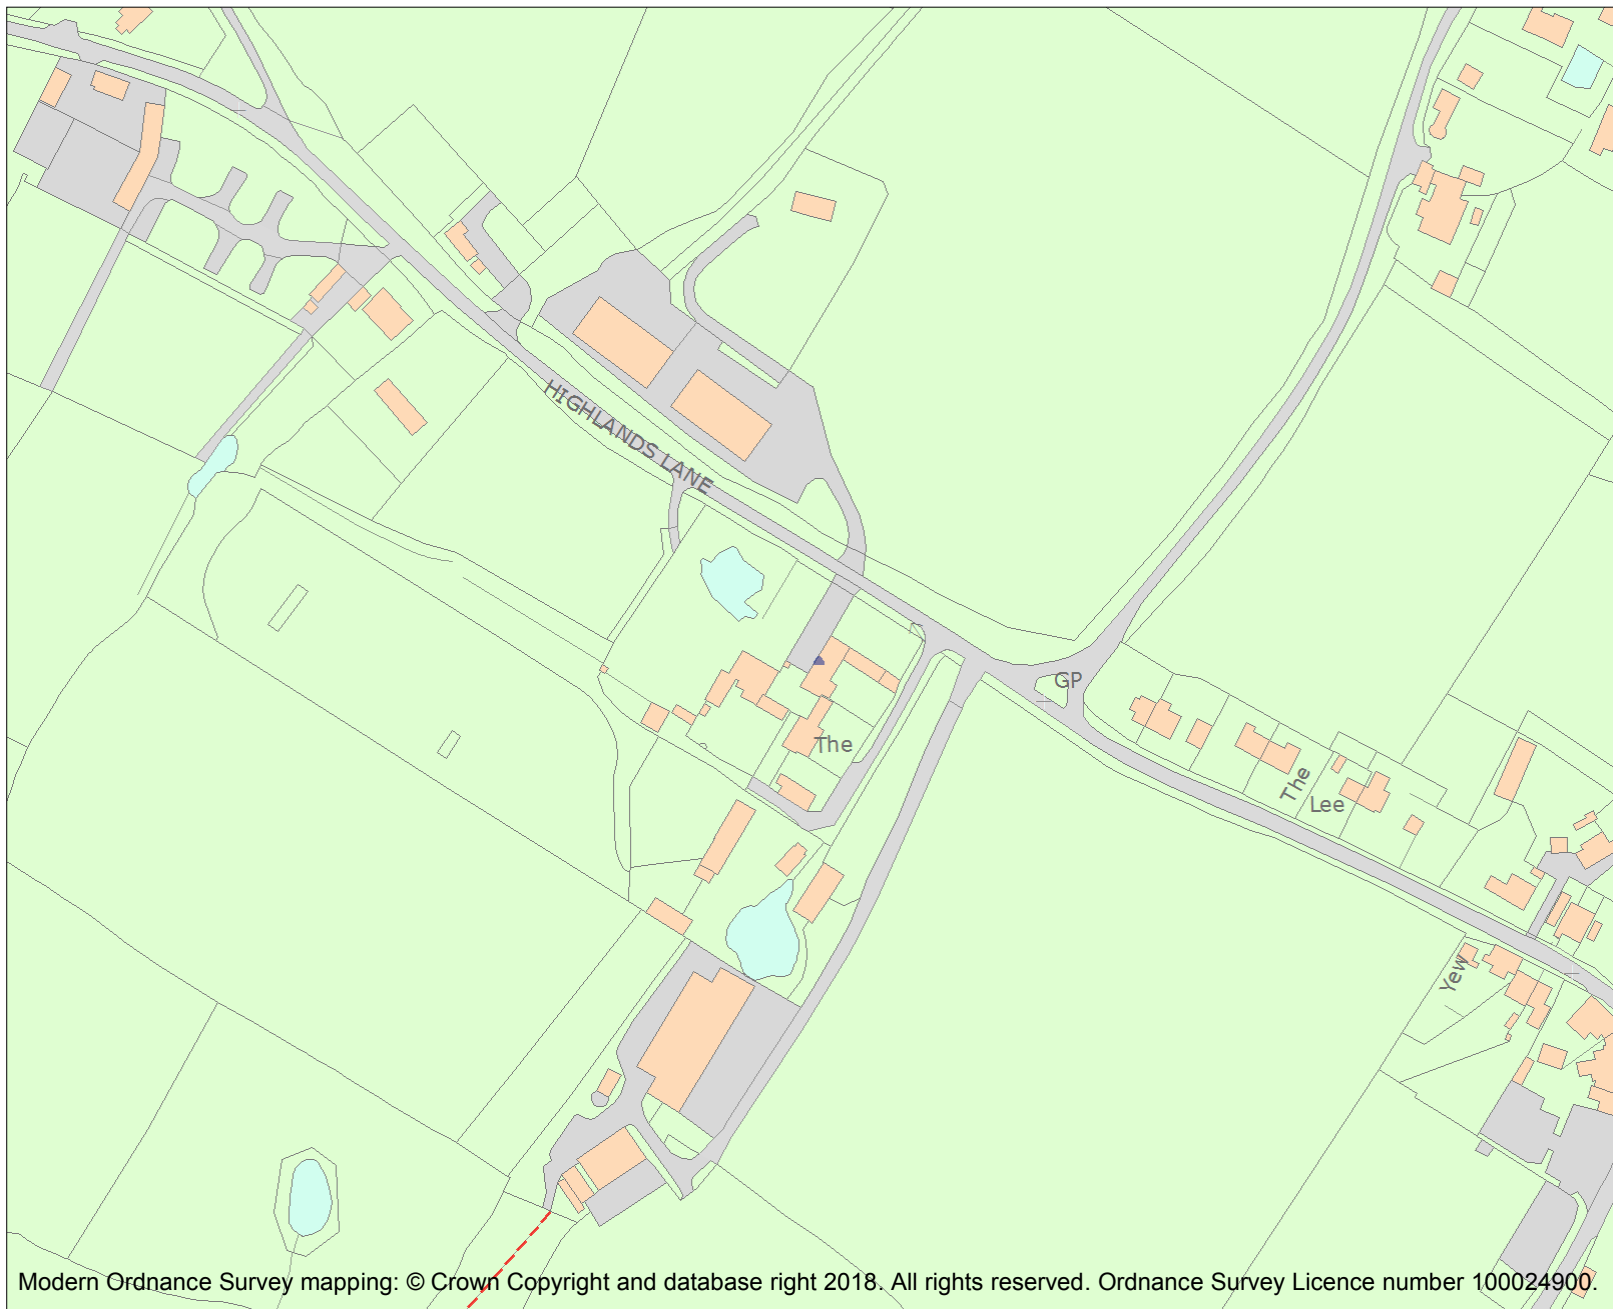 HIGHLANDS LANE
GP
The
The
Lee
Yew
Modern Ordnance Survey mapping: © Crown Copyright and database right 2018. All rights reserved. Ordnance Survey Licence number 100024900.